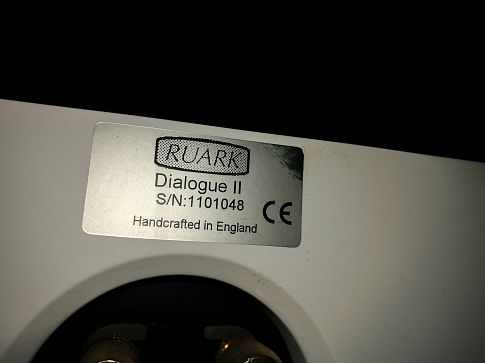 RUARK
Dialogue II
S/N:1101048
Handcrafted in England
CE